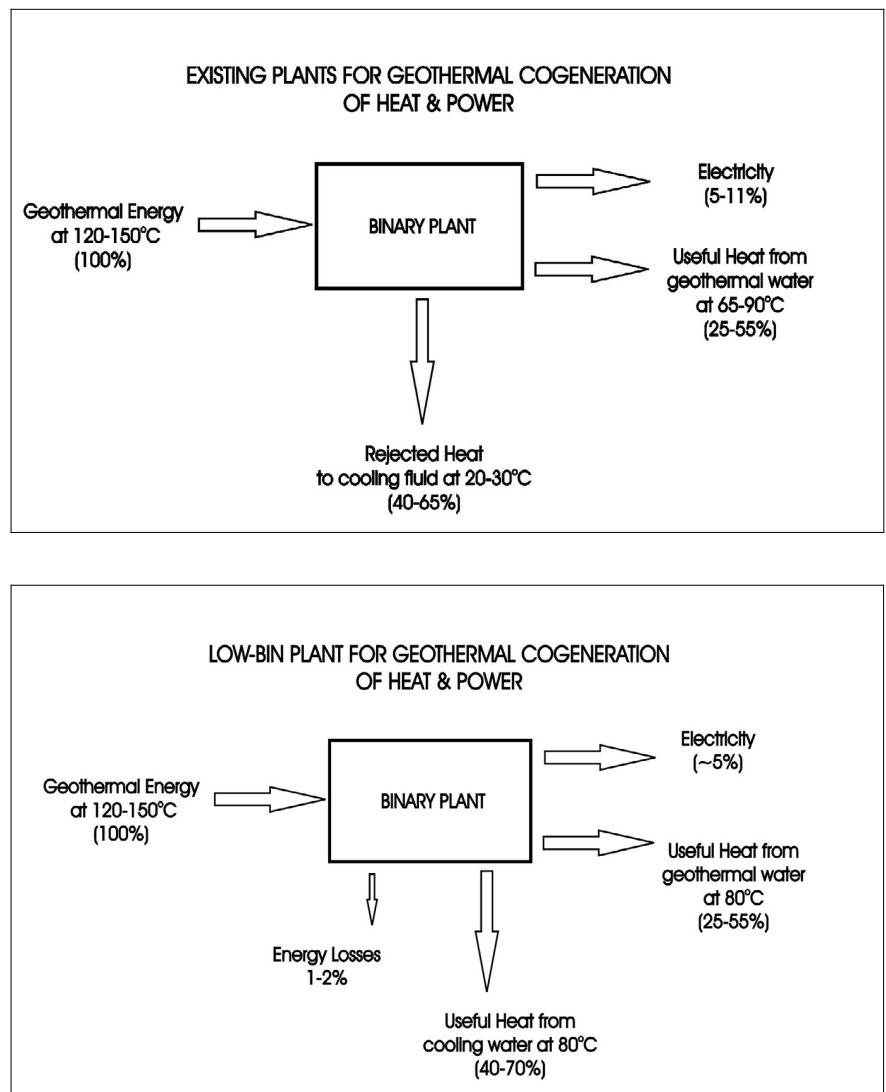 EXISTING PLANTS FOR GEOTHERMAL COGENERATION
OF HEAT & POWER
Geothermal Energy
at 120-150°C
(100%)
BINARY PLANT
Electricity
(5-11%)
Useful Heat from
geothermal water
at 65-90°C
(25-55%)
Rejected Heat
to cooling fluid at 20-30°C
(40-65%)
LOW-BIN PLANT FOR GEOTHERMAL COGENERATION
OF HEAT & POWER
Geothermal Energy
at 120-150°C
(100%)
BINARY PLANT
Electricity
(~5%)
Useful Heat from
geothermal water
at 80°C
(25-55%)
Energy Losses
1-2%
Useful Heat from
cooling water at 80°C
(40-70%)